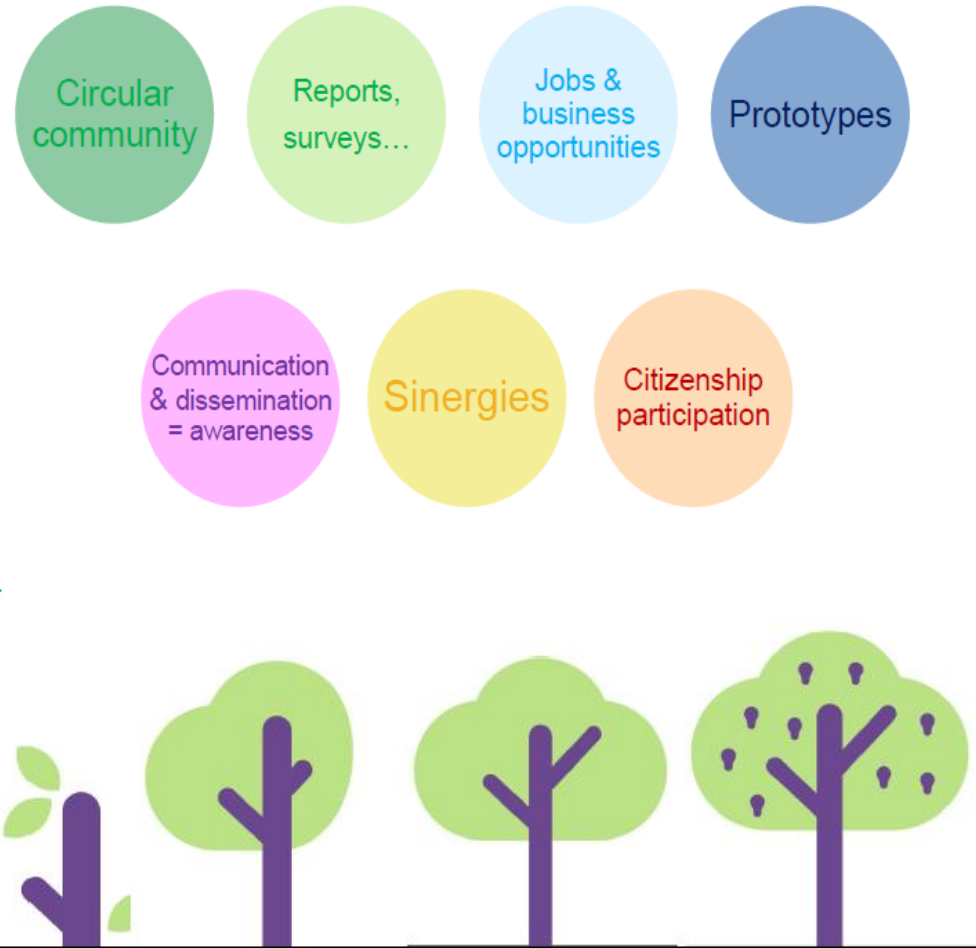 Circular
community
Reports,
surveys…
Jobs &
business
opportunities
Prototypes
Communication
& dissemination
= awareness
Sinergies
Citizenship
participation